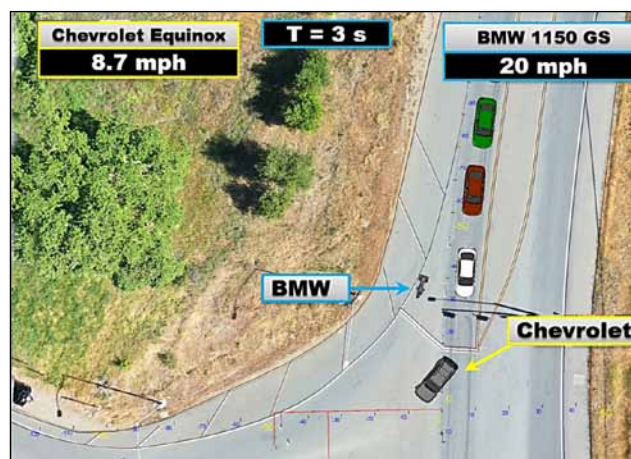 Chevrolet Equinox
8.7 mph
T = 3 s
BMW 1150 GS
20 mph
BMW
Chevrolet